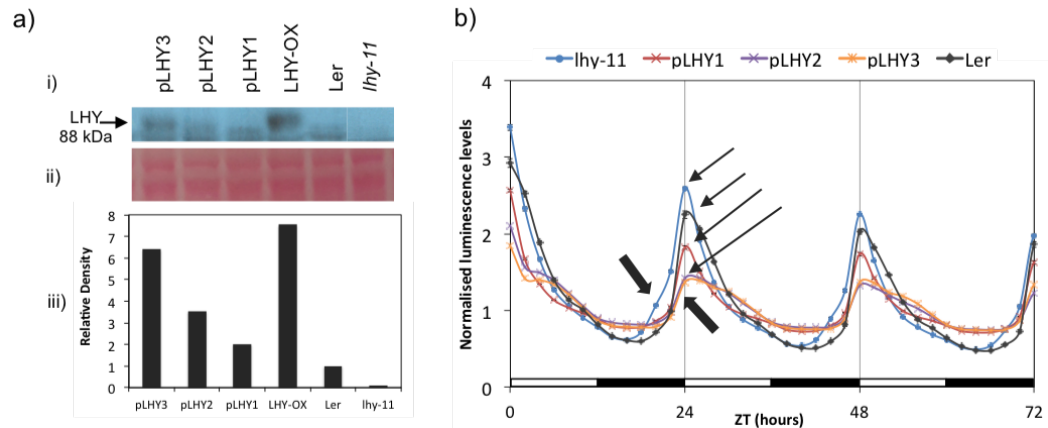 a)
pLHY3
pLHY2
pLHY1
LHY-OX
Ler
lhy-11
i)
LHY
88 kDa
ii)
iii)
Relative Density
8
7
6
5
4
3
2
1
0
pLHY3 pLHY2 pLHY1 LHY-OX Ler lhy-11
b)
lhy-11 pLHY1 pLHY2 pLHY3 Ler
Normalised luminescence levels
4
3
2
1
0
0 24 48 72
ZT (hours)